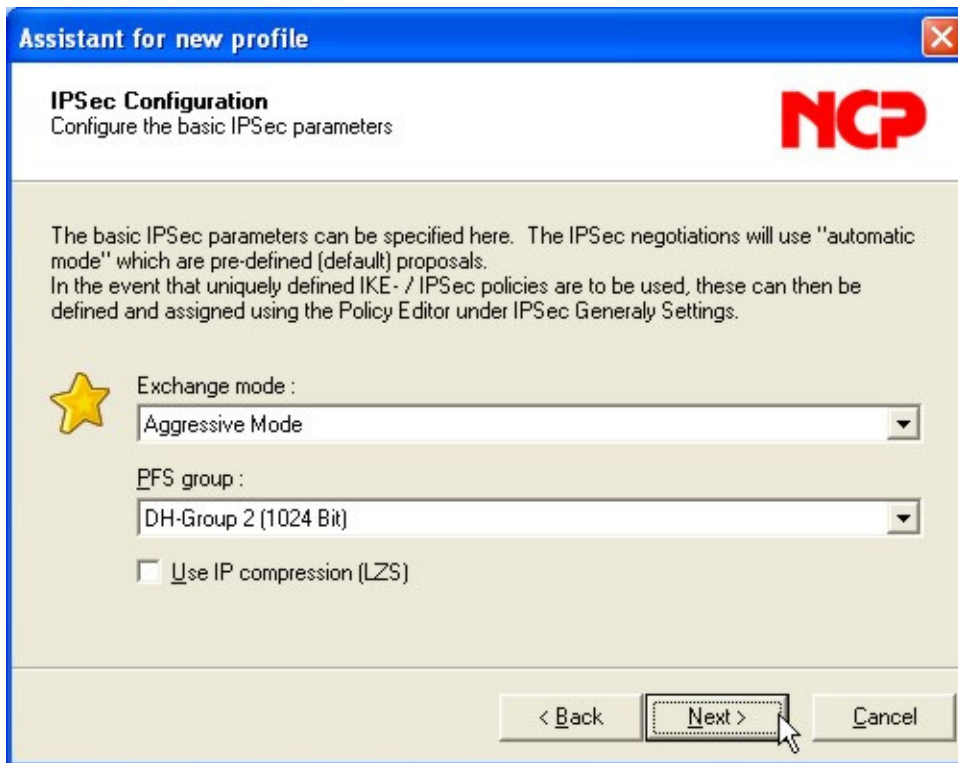 Assistant for new profile
IPSec Configuration
Configure the basic IPSec parameters
NCP
The basic IPSec parameters can be specified here.  The IPSec negotiations will use "automatic
mode" which are pre-defined (default) proposals.
In the event that uniquely defined IKE- / IPSec policies are to be used, these can then be
defined and assigned using the Policy Editor under IPSec Generaly Settings.
Exchange mode :
Aggressive Mode
PFS group :
DH-Group 2 (1024 Bit)
Use IP compression (LZS)
< Back
Next >
Cancel